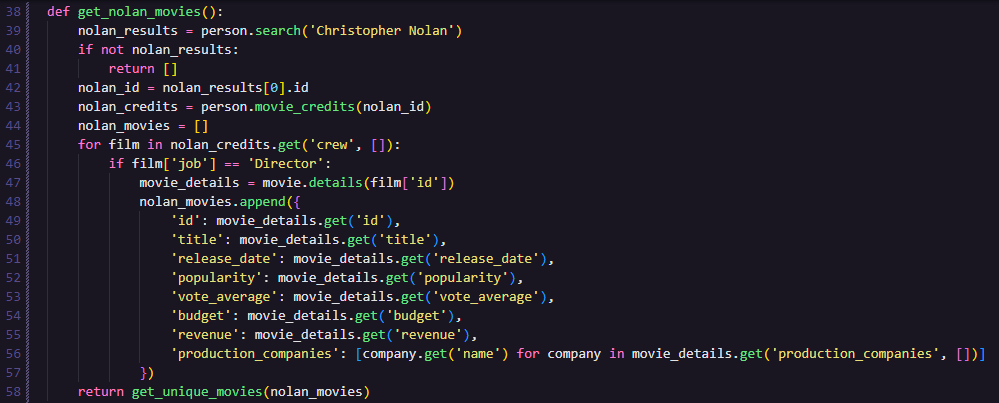 38 def get_nolan_movies():
39     nolan_results = person.search('Christopher Nolan')
40     if not nolan_results:
41         return []
42     nolan_id = nolan_results[0].id
43     nolan_credits = person.movie_credits(nolan_id)
44     nolan_movies = []
45     for film in nolan_credits.get('crew', []):
46         if film['job'] == 'Director':
47             movie_details = movie.details(film['id'])
48             nolan_movies.append({
49                 'id': movie_details.get('id'),
50                 'title': movie_details.get('title'),
51                 'release_date': movie_details.get('release_date'),
52                 'popularity': movie_details.get('popularity'),
53                 'vote_average': movie_details.get('vote_average'),
54                 'budget': movie_details.get('budget'),
55                 'revenue': movie_details.get('revenue'),
56                 'production_companies': [company.get('name') for company in movie_details.get('production_companies', [])]
57             })
58     return get_unique_movies(nolan_movies)